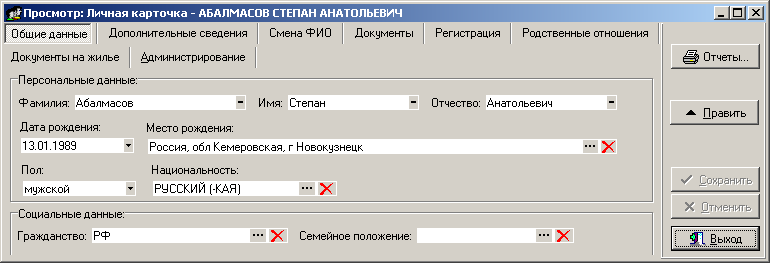 Просмотр: Личная карточка - АБАЛМАСОВ СТЕПАН АНАТОЛЬЕВИЧ
Общие данные Дополнительные сведения Смена ФИО Документы Регистрация Родственные отношения
Документы на жилье Администрирование
Персональные данные:
Фамилия: Абалмасов Имя: Степан Отчество: Анатольевич
Дата рождения: Место рождения:
13.01.1989 Россия, обл Кемеровская, г Новокузнецк
Пол: Национальность:
мужской РУССКИЙ (-КАЯ)
Социальные данные:
Гражданство: РФ Семейное положение:
Отчеты...
Править
Сохранить
Отменить
Выход